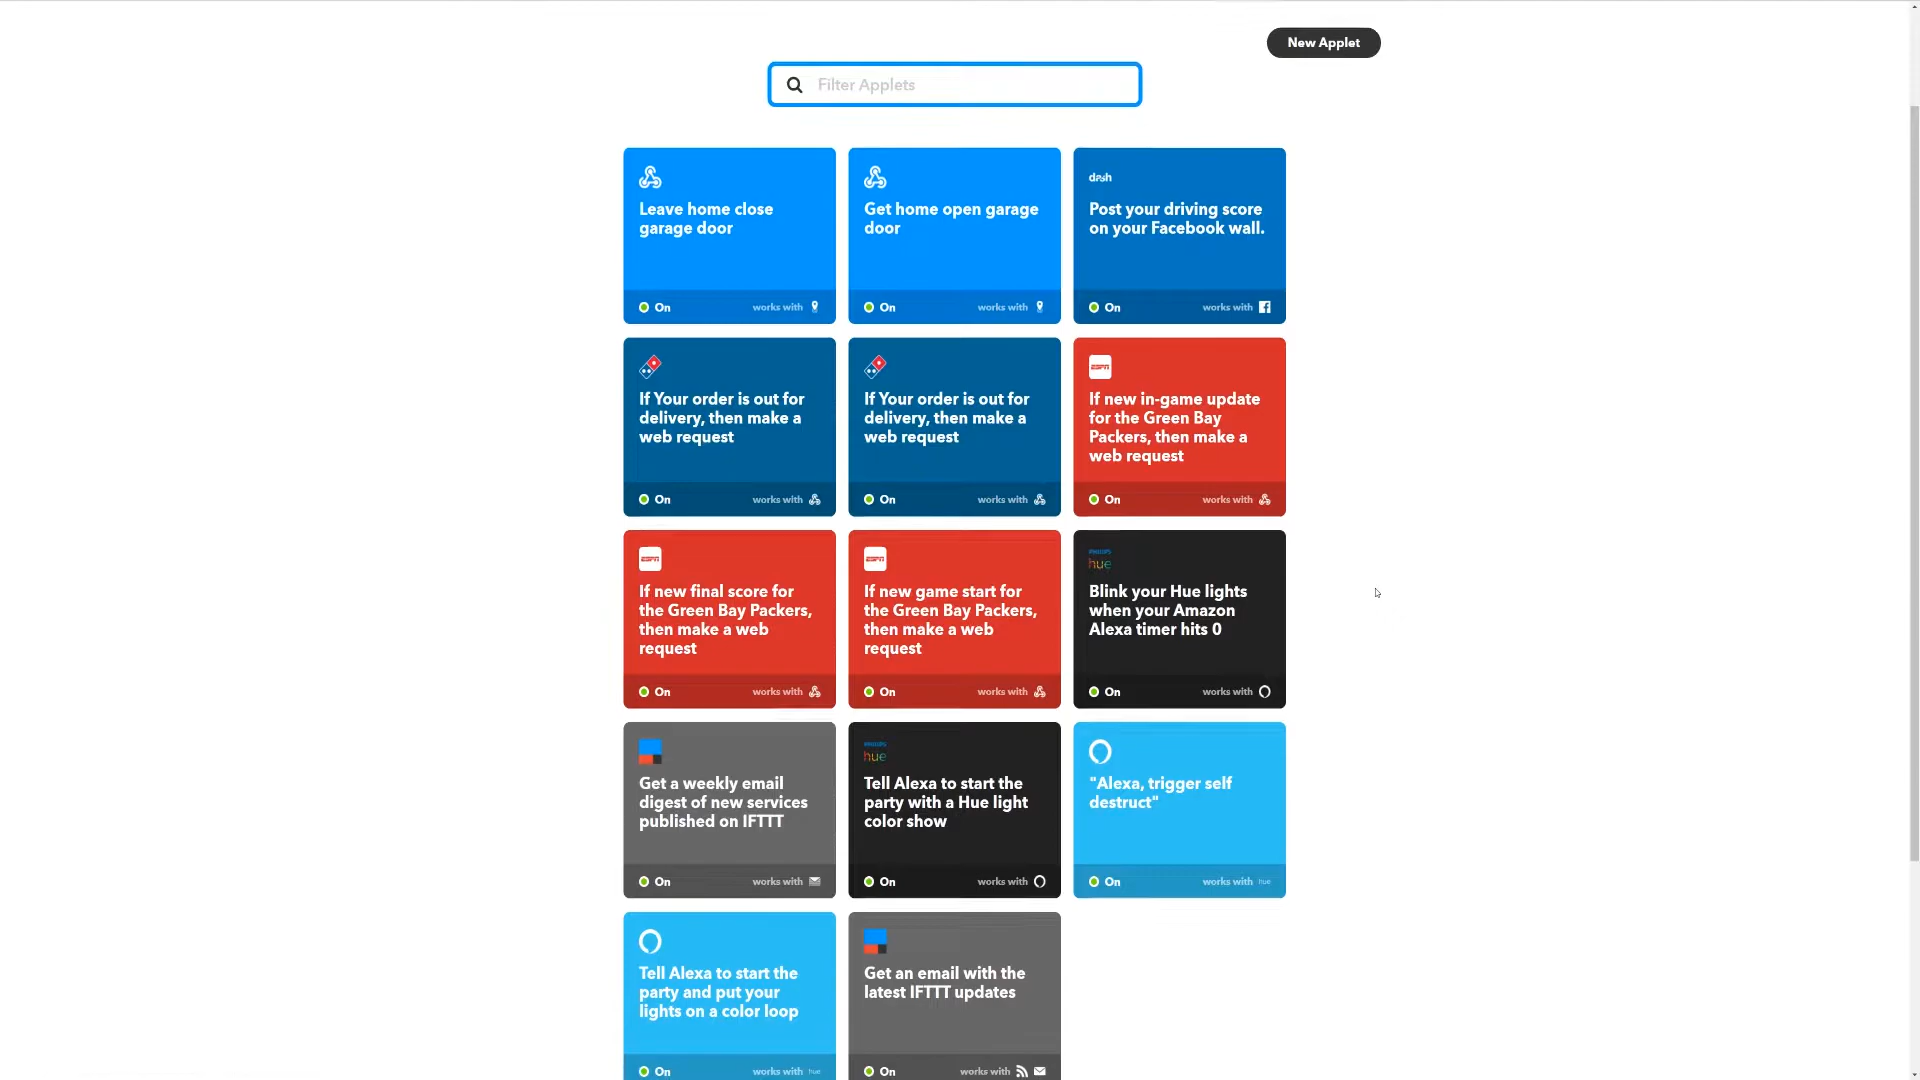 New Applet
Filter Applets
Leave home close
garage door
On
works with
Get home open garage
door
On
works with
dash
Post your driving score
on your Facebook wall.
On
works with
If Your order is out for
delivery, then make a
web request
On
works with
If Your order is out for
delivery, then make a
web request
On
works with
ESPN
If new in-game update
for the Green Bay
Packers, then make a
web request
On
works with
ESPN
If new final score for
the Green Bay Packers,
then make a web
request
On
works with
ESPN
If new game start for
the Green Bay Packers,
then make a web
request
On
works with
PHILIPS
hue
Blink your Hue lights
when your Amazon
Alexa timer hits 0
On
works with
Get a weekly email
digest of new services
published on IFTTT
On
works with
PHILIPS
hue
Tell Alexa to start the
party with a Hue light
color show
On
works with
"Alexa, trigger self
destruct"
On
works with hue
Tell Alexa to start the
party and put your
lights on a color loop
On
works with hue
Get an email with the
latest IFTTT updates
On
works with